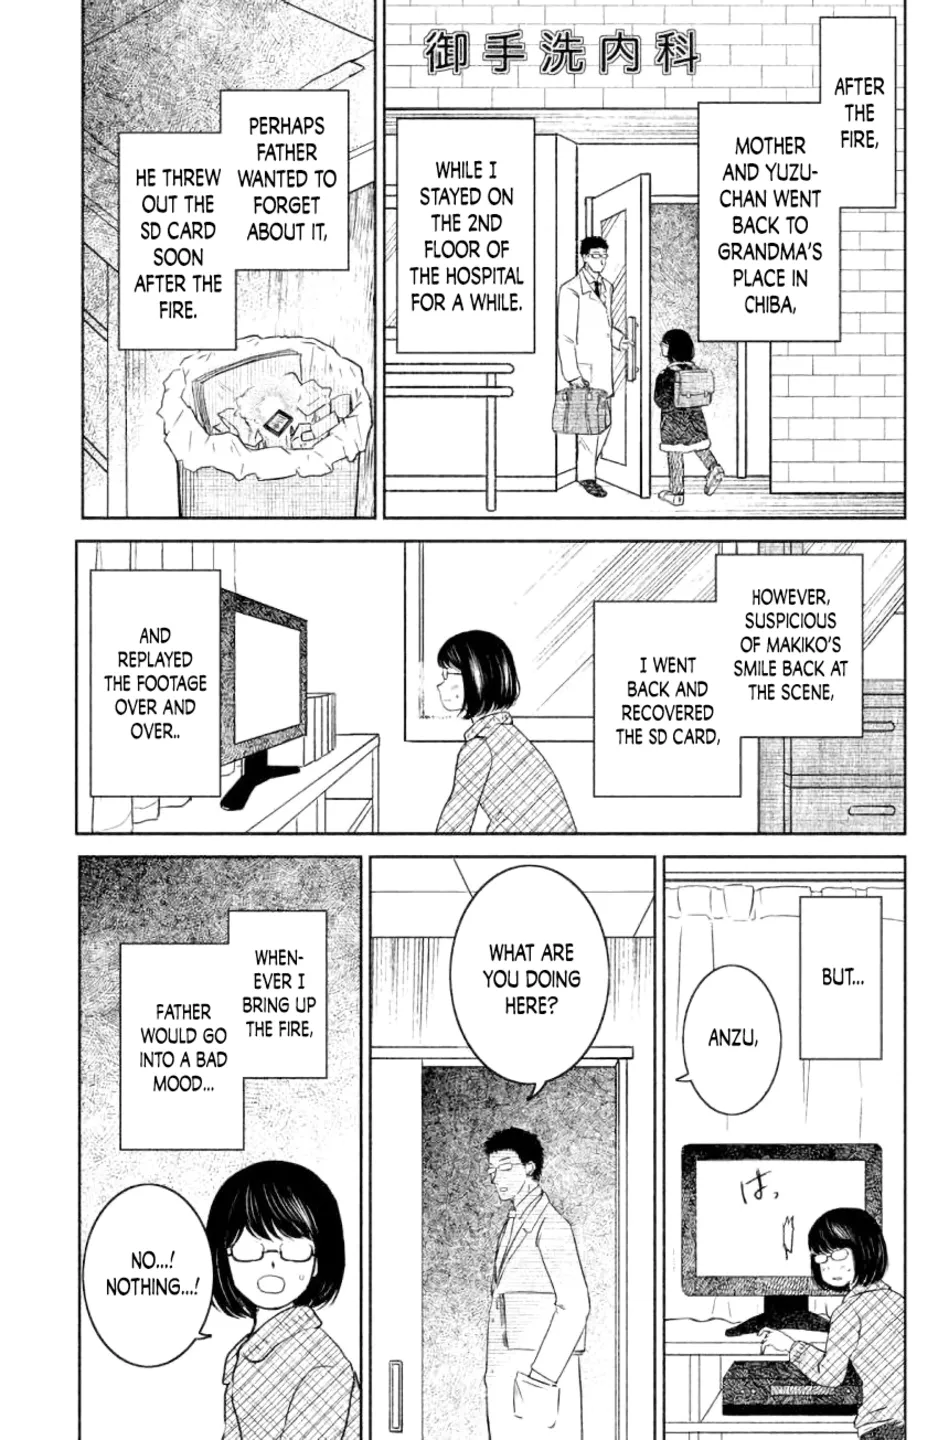 御手洗内科
AFTER
THE
FIRE,
MOTHER
AND YUZU-
CHAN WENT
BACK TO
GRANDMA'S
PLACE IN
CHIBA,
WHILE I
STAYED ON
THE 2ND
FLOOR OF
THE HOSPITAL
FOR A WHILE.
PERHAPS
FATHER
WANTED TO
FORGET
ABOUT IT,
HE THREW
OUT THE
SD CARD
SOON
AFTER THE
FIRE.
HOWEVER,
SUSPICIOUS
OF MAKIKO'S
SMILE BACK AT
THE SCENE,
I WENT
BACK AND
RECOVERED
THE SD CARD,
AND
REPLAYED
THE FOOTAGE
OVER AND
OVER..
BUT...
ANZU,
はっ
WHAT ARE
YOU DOING
HERE?
WHEN-
EVER I
BRING UP
THE FIRE,
FATHER
WOULD GO
INTO A BAD
MOOD...
NO...!
NOTHING...!